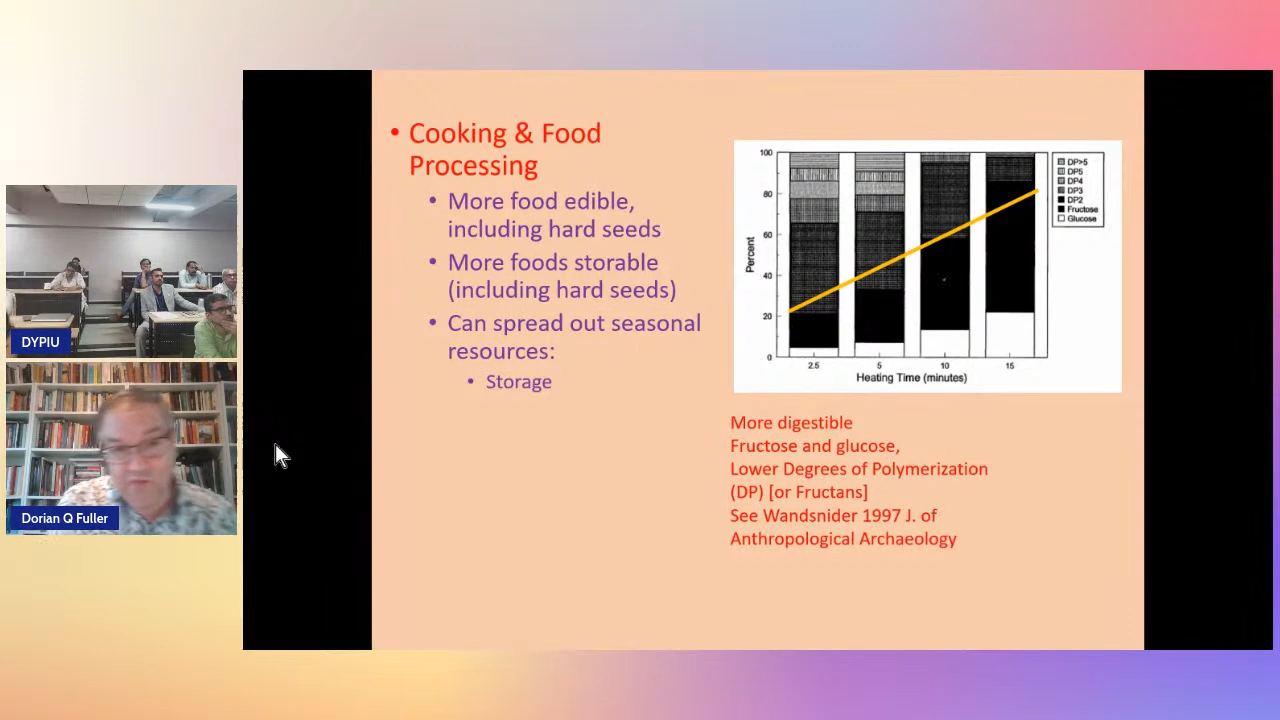 • Cooking & Food
Processing
• More food edible,
including hard seeds
• More foods storable
(including hard seeds)
• Can spread out seasonal
resources:
• Storage
100
80
60
40
20
0
Percent
2.5
5
10
15
Heating Time (minutes)
DP>5
DP5
DP4
DP3
DP2
Fructose
Glucose
More digestible
Fructose and glucose,
Lower Degrees of Polymerization
(DP) [or Fructans]
See Wandsnider 1997 J. of
Anthropological Archaeology
DYPIU
Dorian Q Fuller